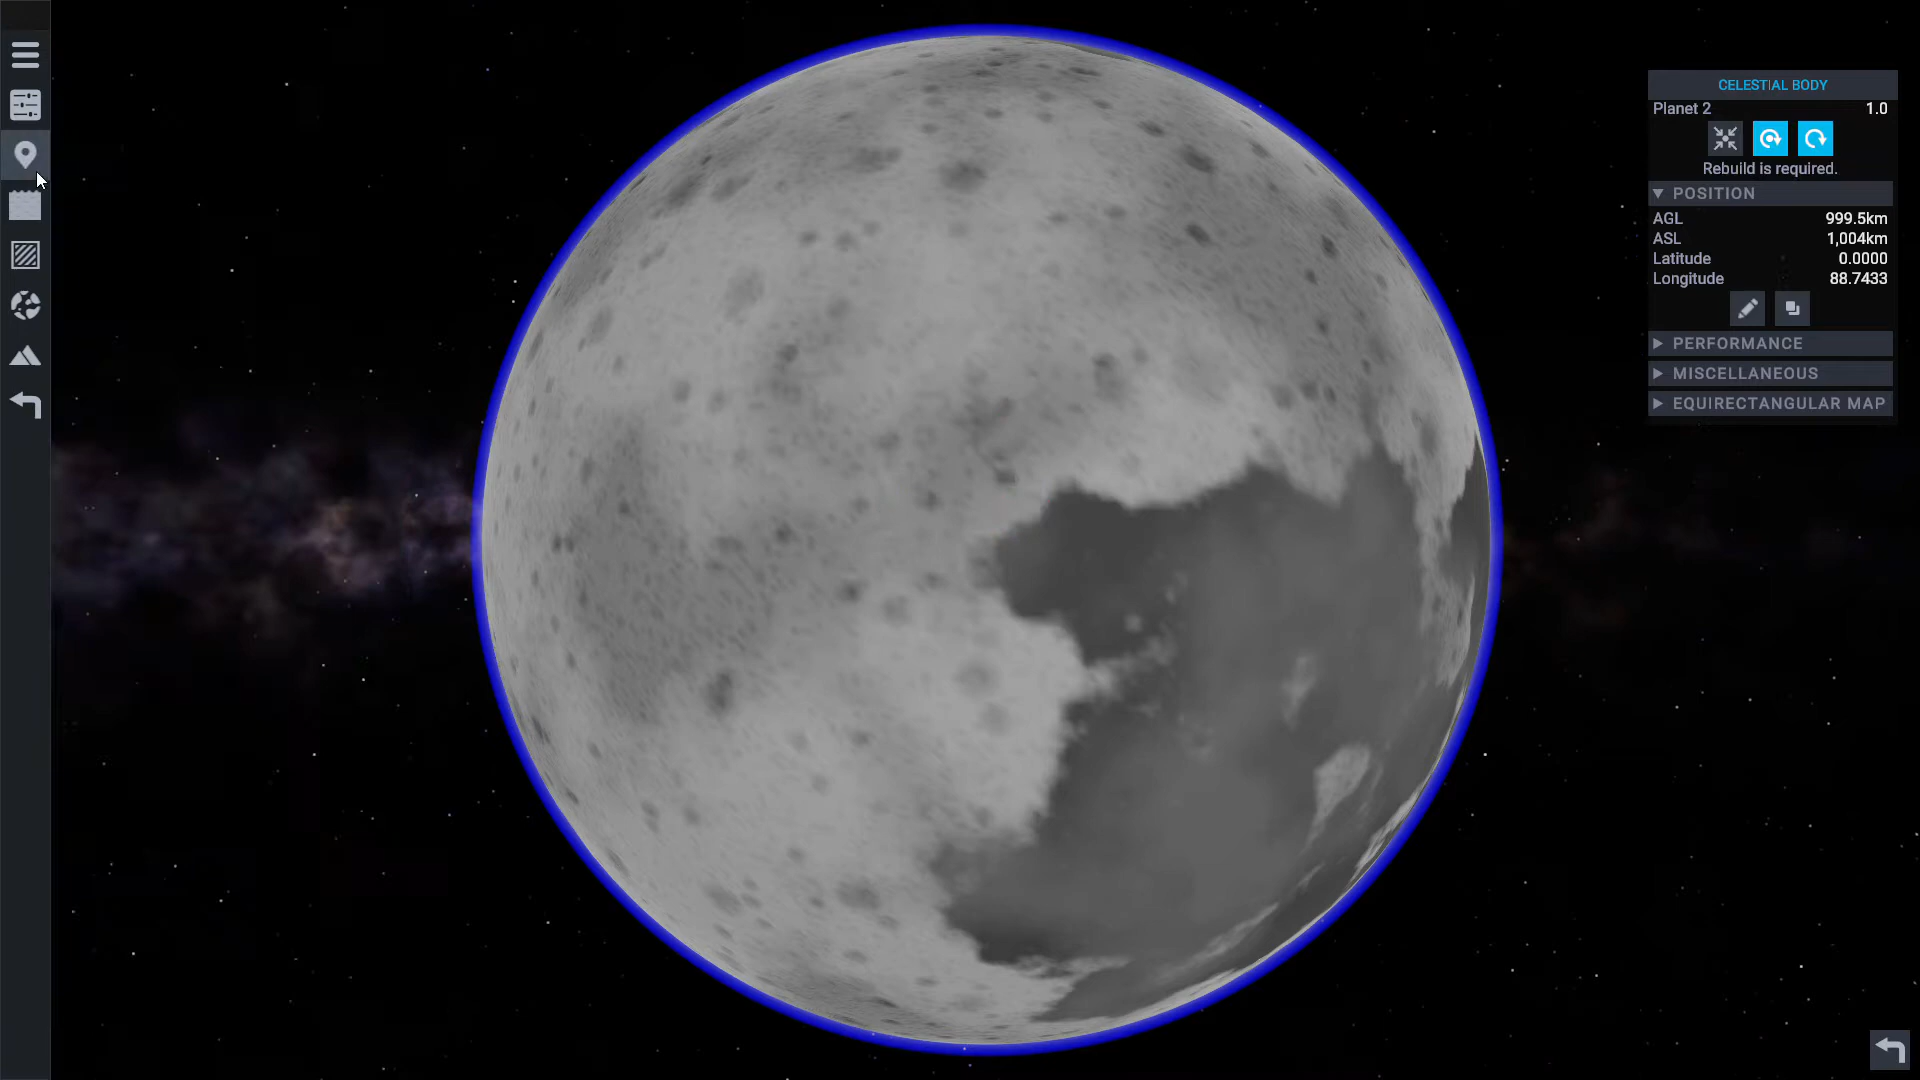 CELESTIAL BODY
Planet 2 1.0
Rebuild is required.
POSITION
AGL 999.5km
ASL 1,004km
Latitude 0.0000
Longitude 88.7433
PERFORMANCE
MISCELLANEOUS
EQUIRECTANGULAR MAP